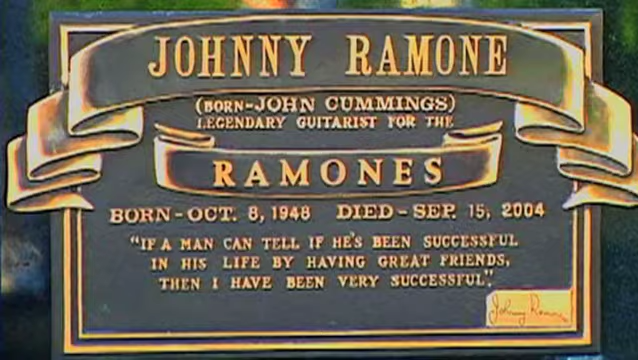 JOHNNY RAMONE
(BORN-JOHN CUMMINGS)
LEGENDARY GUITARIST FOR THE
RAMONES
BORN-OCT. 8, 1948 DIED-SEP. 15, 2004
"IF A MAN CAN TELL IF HE'S BEEN SUCCESSFUL
IN HIS LIFE BY HAVING GREAT FRIENDS,
THEN I HAVE BEEN VERY SUCCESSFUL".
Johnny Ramone